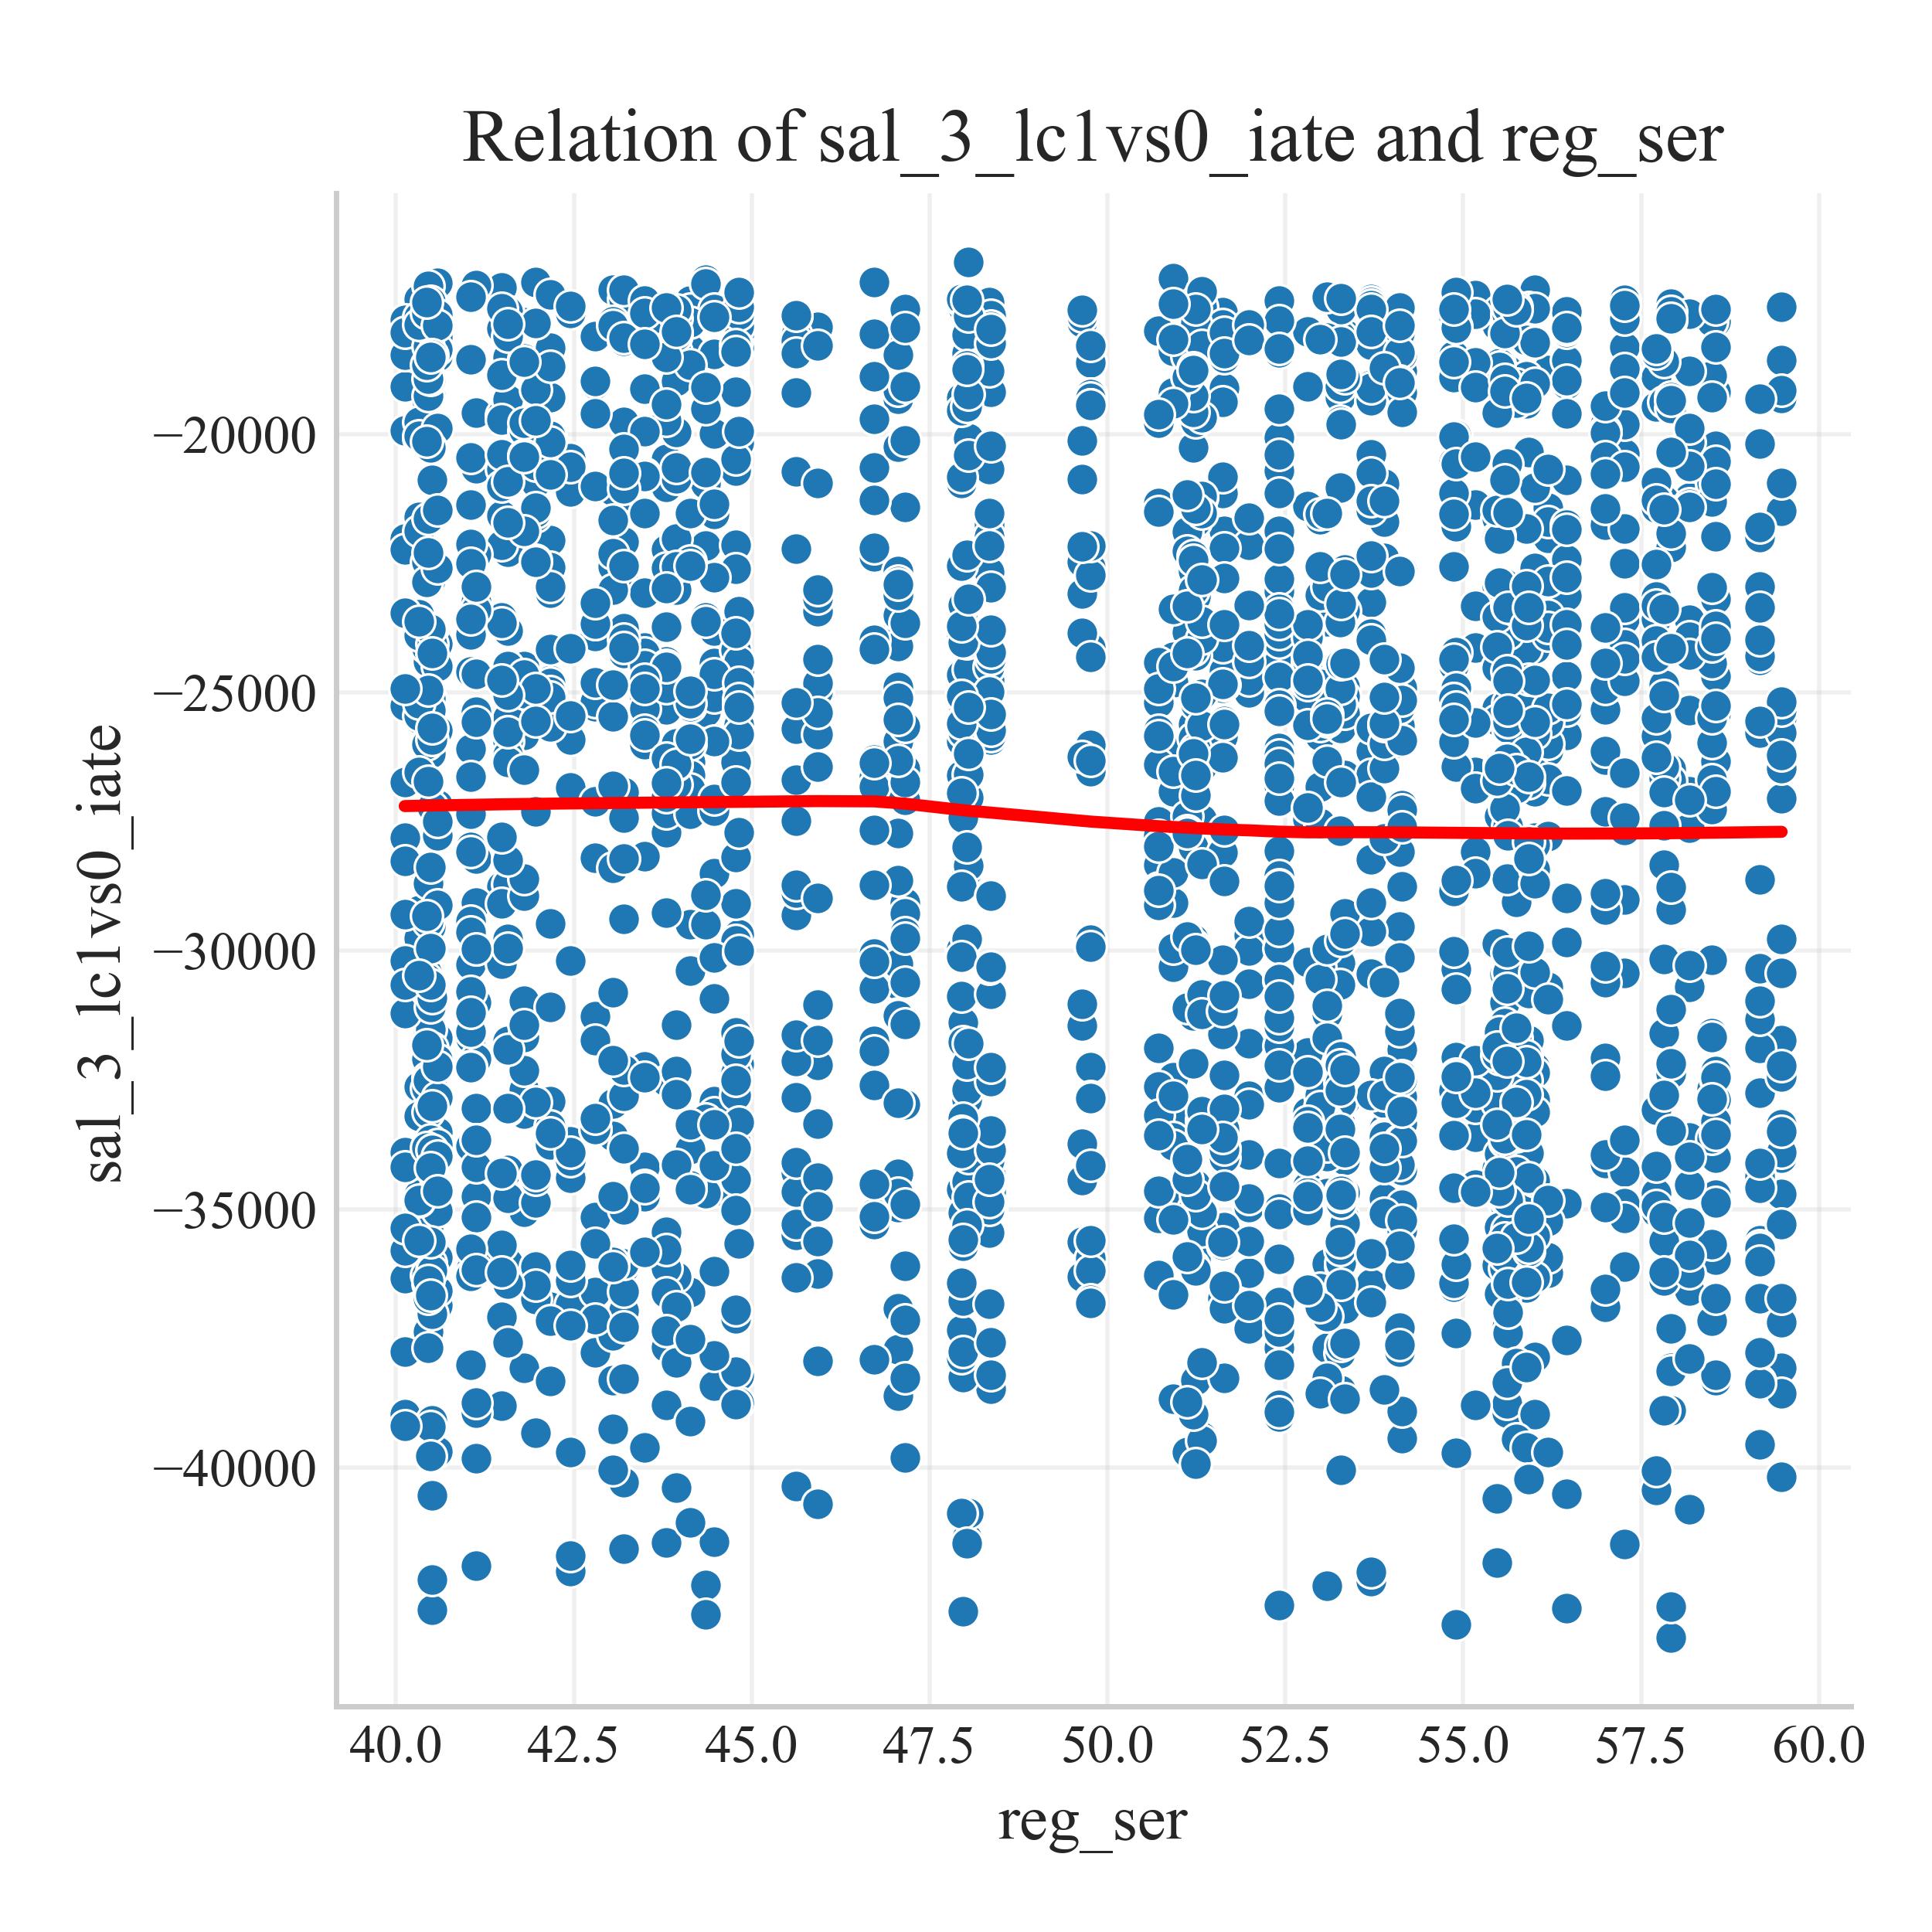 Relation of sal_3_lc1vs0_iate and reg_ser
sal_3_lc1vs0_iate
−20000
−25000
−30000
−35000
−40000
40.0 42.5 45.0 47.5 50.0 52.5 55.0 57.5 60.0
reg_ser